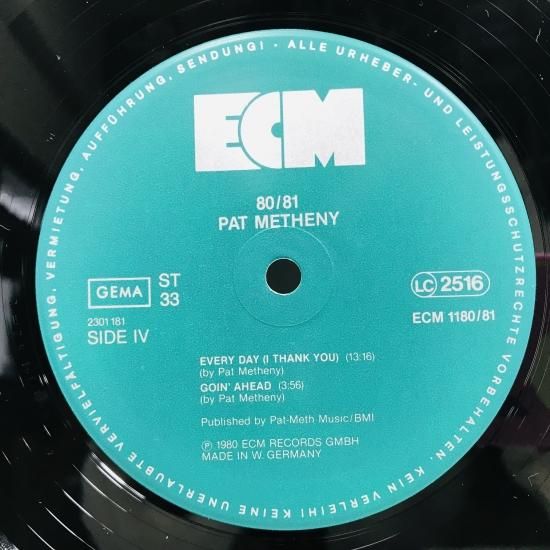 ECM
80/81
PAT METHENY
GEMA
ST
33
LC 2516
2301 181
SIDE IV
ECM 1180/81
EVERY DAY (I THANK YOU) (13:16)
(by Pat Metheny)
GOIN' AHEAD (3:56)
(by Pat Metheny)
Published by Pat-Meth Music/BMI
Ⓟ 1980 ECM RECORDS GMBH
MADE IN W. GERMANY
ALLE URHEBER- UND LEISTUNGSSCHUTZRECHTE VORBEHALTEN. KEIN VERLEIH! KEINE UNERLAUBTE VERVIELFÄLTIGUNG, VERMIETUNG, AUFFÜHRUNG, SENDUNG! ·